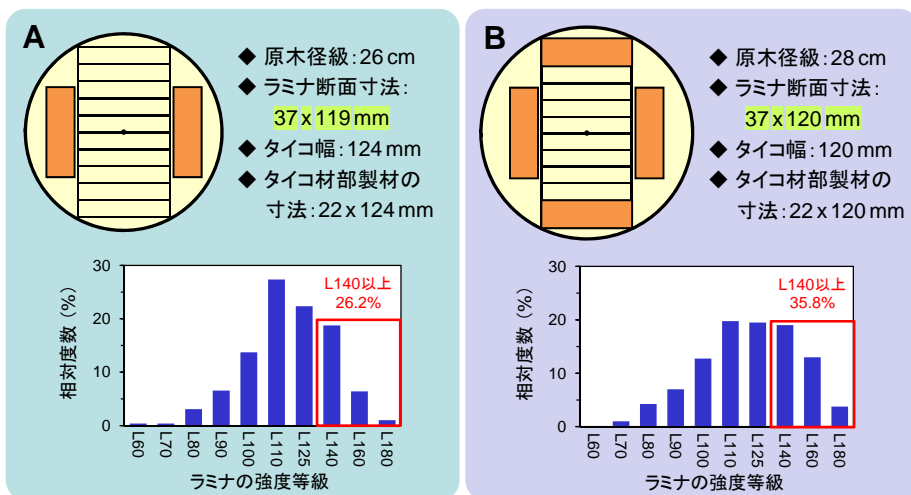 A
◆ 原木径級：26 cm
◆ ラミナ断面寸法：
37 x 119 mm
◆ タイコ幅：124 mm
◆ タイコ材部製材の
寸法：22 x 124 mm
30
20
10
0
相対度数（%）
L140以上
26.2%
L60
L70
L80
L90
L100
L110
L125
L140
L160
L180
ラミナの強度等級
B
◆ 原木径級：28 cm
◆ ラミナ断面寸法：
37 x 120 mm
◆ タイコ幅：120 mm
◆ タイコ材部製材の
寸法：22 x 120 mm
30
20
10
0
相対度数（%）
L140以上
35.8%
L60
L70
L80
L90
L100
L110
L125
L140
L160
L180
ラミナの強度等級